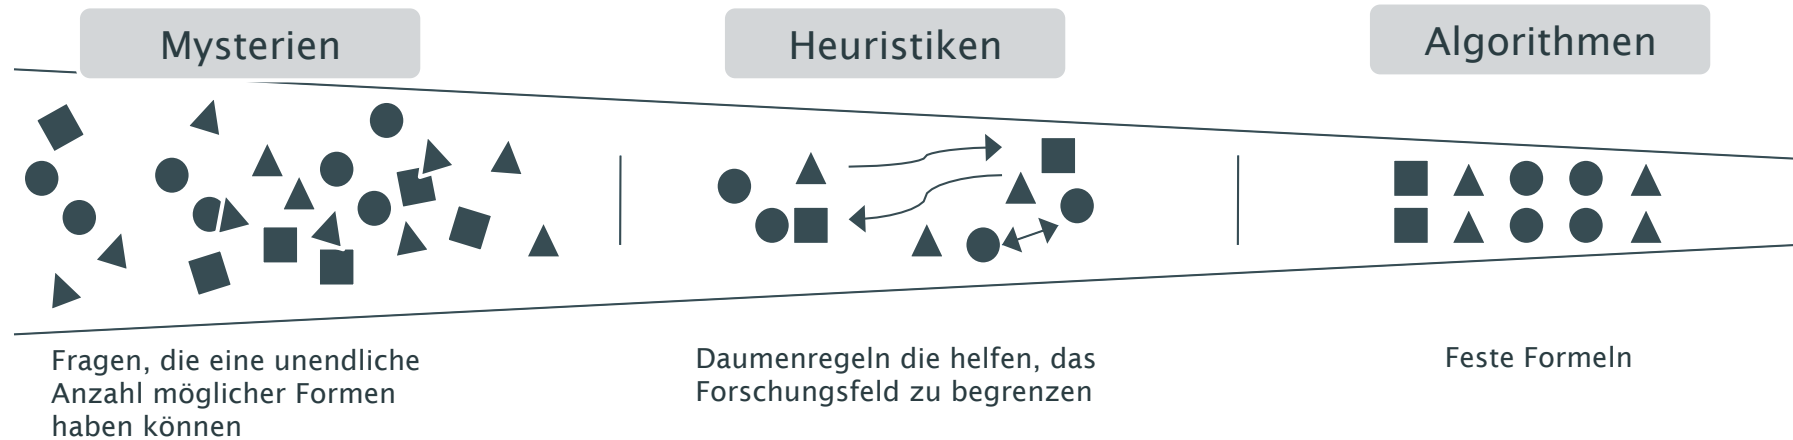 Mysterien
Heuristiken
Algorithmen
Fragen, die eine unendliche
Anzahl möglicher Formen
haben können
Daumenregeln die helfen, das
Forschungsfeld zu begrenzen
Feste Formeln